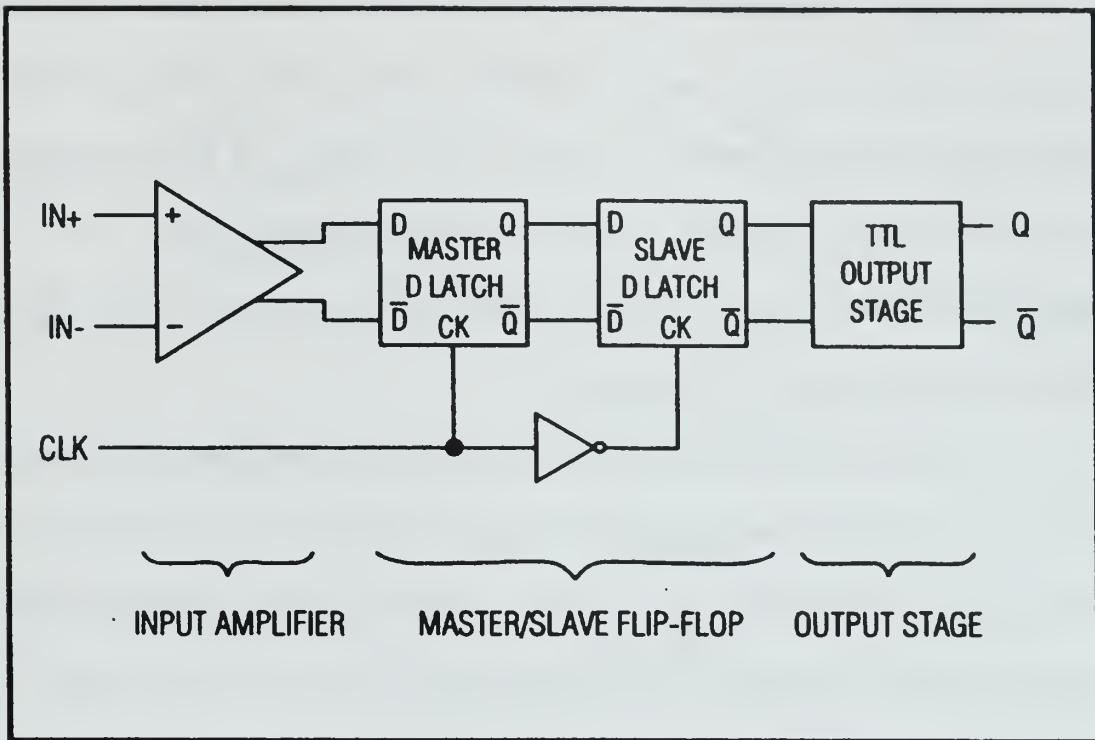 IN+
+
IN-
-
CLK
D Q
MASTER
D LATCH
D̅ CK Q̅
D Q
SLAVE
D LATCH
D̅ CK Q̅
TTL
OUTPUT
STAGE
Q
Q̅
INPUT AMPLIFIER
MASTER/SLAVE FLIP-FLOP
OUTPUT STAGE